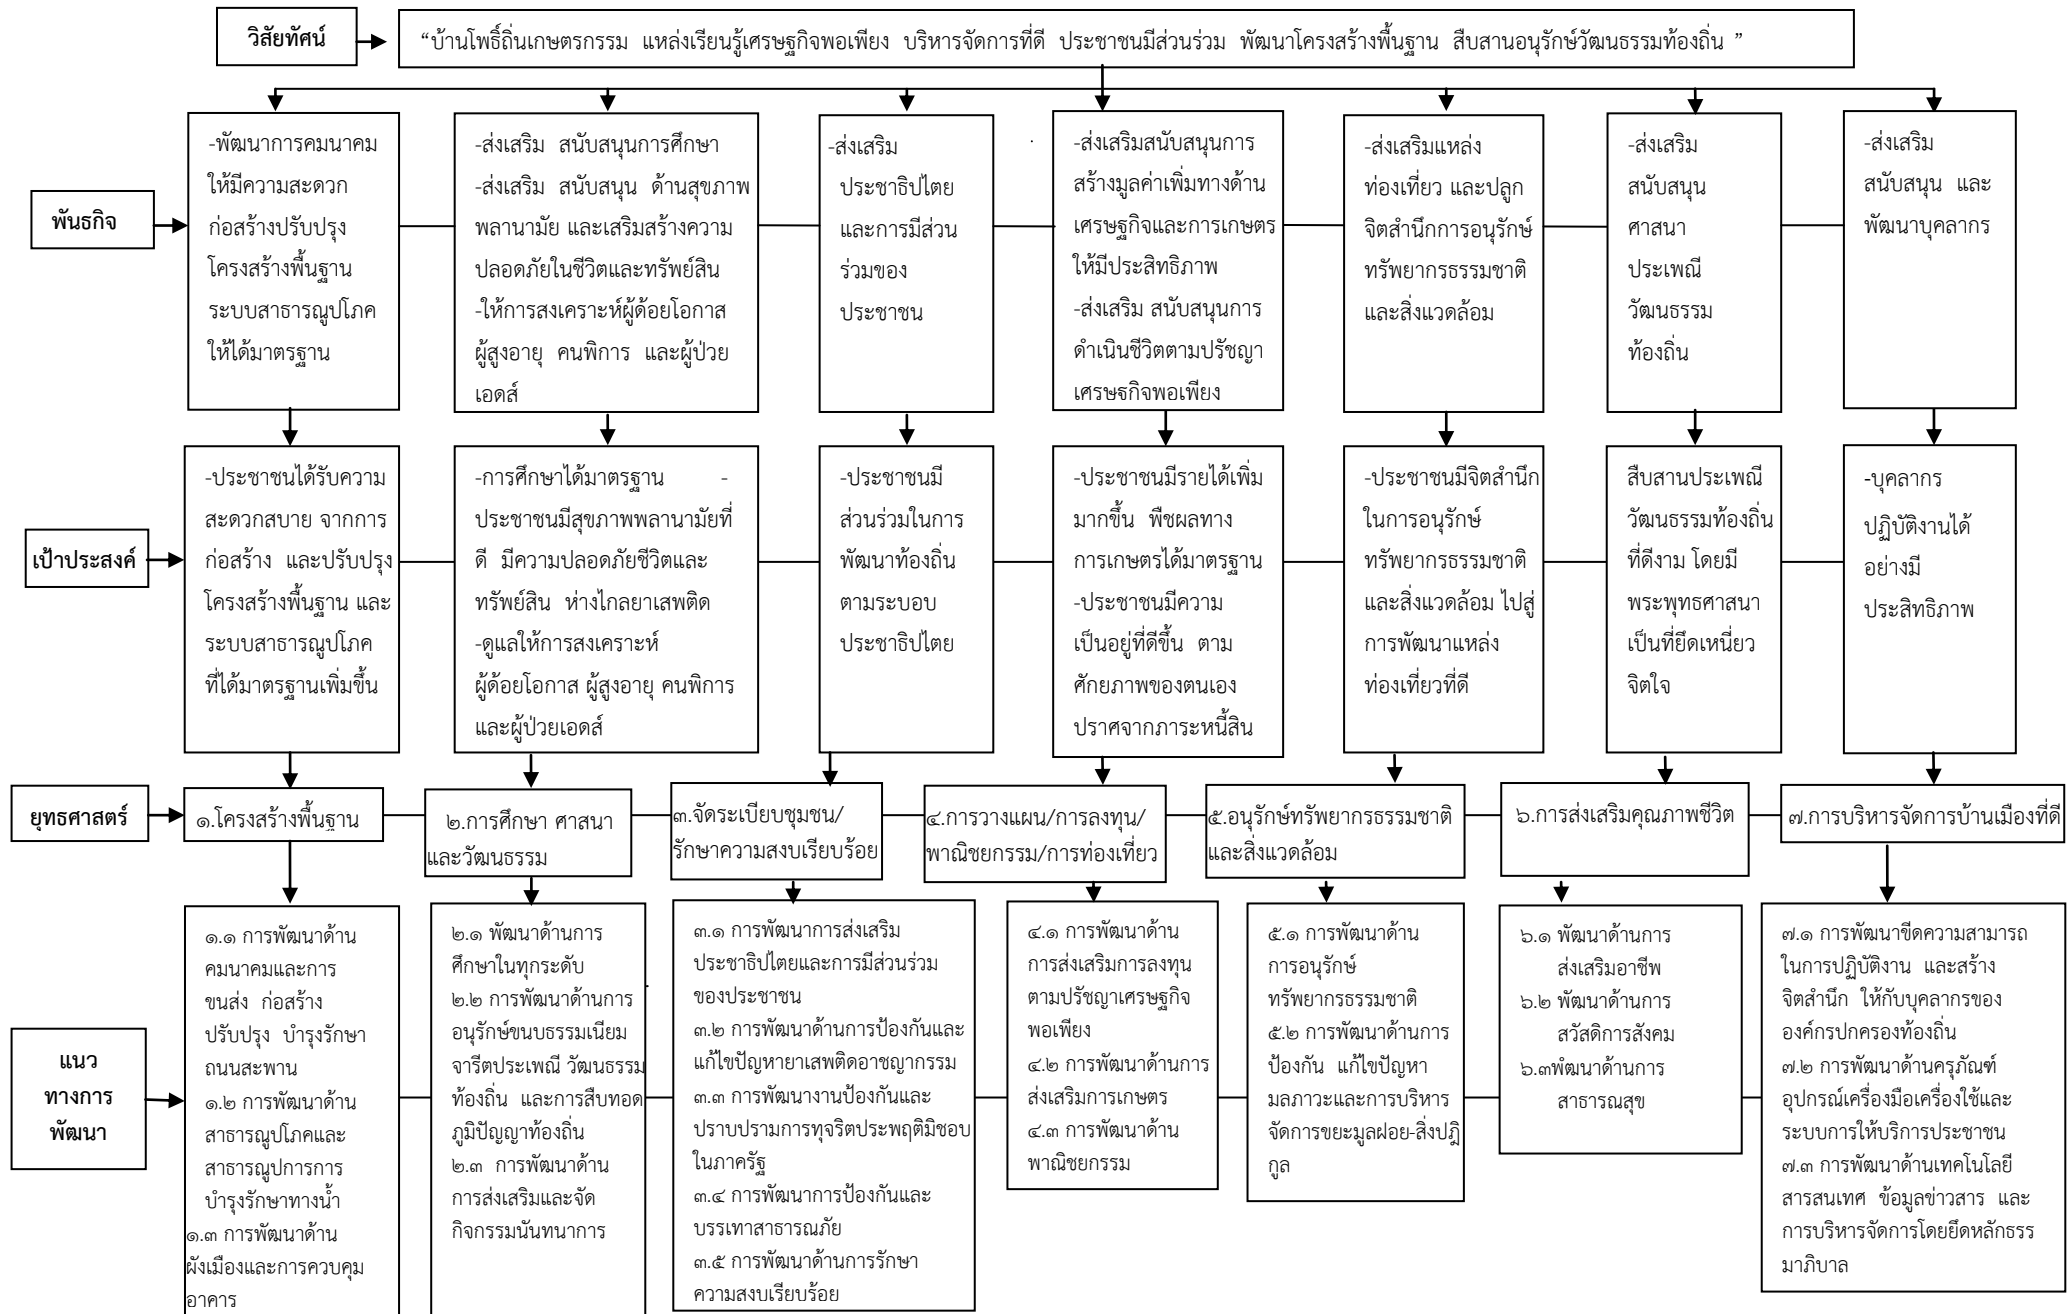 วิสัยทัศน์
“บ้านโพธิ์ถิ่นเกษตรกรรม แหล่งเรียนรู้เศรษฐกิจพอเพียง บริหารจัดการที่ดี ประชาชนมีส่วนร่วม พัฒนาโครงสร้างพื้นฐาน สืบสานอนุรักษ์วัฒนธรรมท้องถิ่น ”
พันธกิจ
-พัฒนาการคมนาคม
ให้มีความสะดวก
ก่อสร้างปรับปรุง
โครงสร้างพื้นฐาน
ระบบสาธารณูปโภค
ให้ได้มาตรฐาน
-ส่งเสริม สนับสนุนการศึกษา
-ส่งเสริม สนับสนุน ด้านสุขภาพ
พลานามัย และเสริมสร้างความ
ปลอดภัยในชีวิตและทรัพย์สิน
-ให้การสงเคราะห์ผู้ด้อยโอกาส
ผู้สูงอายุ คนพิการ และผู้ป่วย
เอดส์
-ส่งเสริม
ประชาธิปไตย
และการมีส่วน
ร่วมของ
ประชาชน
-ส่งเสริมสนับสนุนการ
สร้างมูลค่าเพิ่มทางด้าน
เศรษฐกิจและการเกษตร
ให้มีประสิทธิภาพ
-ส่งเสริม สนับสนุนการ
ดำเนินชีวิตตามปรัชญา
เศรษฐกิจพอเพียง
-ส่งเสริมแหล่ง
ท่องเที่ยว และปลูก
จิตสำนึกการอนุรักษ์
ทรัพยากรธรรมชาติ
และสิ่งแวดล้อม
-ส่งเสริม
สนับสนุน
ศาสนา
ประเพณี
วัฒนธรรม
ท้องถิ่น
-ส่งเสริม
สนับสนุน และ
พัฒนาบุคลากร
เป้าประสงค์
-ประชาชนได้รับความ
สะดวกสบาย จากการ
ก่อสร้าง และปรับปรุง
โครงสร้างพื้นฐาน และ
ระบบสาธารณูปโภค
ที่ได้มาตรฐานเพิ่มขึ้น
-การศึกษาได้มาตรฐาน -
ประชาชนมีสุขภาพพลานามัยที่
ดี มีความปลอดภัยชีวิตและ
ทรัพย์สิน ห่างไกลยาเสพติด
-ดูแลให้การสงเคราะห์
ผู้ด้อยโอกาส ผู้สูงอายุ คนพิการ
และผู้ป่วยเอดส์
-ประชาชนมี
ส่วนร่วมในการ
พัฒนาท้องถิ่น
ตามระบอบ
ประชาธิปไตย
-ประชาชนมีรายได้เพิ่ม
มากขึ้น พืชผลทาง
การเกษตรได้มาตรฐาน
-ประชาชนมีความ
เป็นอยู่ที่ดีขึ้น ตาม
ศักยภาพของตนเอง
ปราศจากภาระหนี้สิน
-ประชาชนมีจิตสำนึก
ในการอนุรักษ์
ทรัพยากรธรรมชาติ
และสิ่งแวดล้อม ไปสู่
การพัฒนาแหล่ง
ท่องเที่ยวที่ดี
สืบสานประเพณี
วัฒนธรรมท้องถิ่น
ที่ดีงาม โดยมี
พระพุทธศาสนา
เป็นที่ยึดเหนี่ยว
จิตใจ
-บุคลากร
ปฏิบัติงานได้
อย่างมี
ประสิทธิภาพ
ยุทธศาสตร์
๑.โครงสร้างพื้นฐาน
๒.การศึกษา ศาสนา
และวัฒนธรรม
๓.จัดระเบียบชุมชน/
รักษาความสงบเรียบร้อย
๔.การวางแผน/การลงทุน/
พาณิชยกรรม/การท่องเที่ยว
๕.อนุรักษ์ทรัพยากรธรรมชาติ
และสิ่งแวดล้อม
๖.การส่งเสริมคุณภาพชีวิต
๗.การบริหารจัดการบ้านเมืองที่ดี
แนว
ทางการ
พัฒนา
๑.๑ การพัฒนาด้าน
คมนาคมและการ
ขนส่ง ก่อสร้าง
ปรับปรุง บำรุงรักษา
ถนนสะพาน
๑.๒ การพัฒนาด้าน
สาธารณูปโภคและ
สาธารณูปการการ
บำรุงรักษาทางน้ำ
๑.๓ การพัฒนาด้าน
ผังเมืองและการควบคุม
อาคาร
๒.๑ พัฒนาด้านการ
ศึกษาในทุกระดับ
๒.๒ การพัฒนาด้านการ
อนุรักษ์ขนบธรรมเนียม
จารีตประเพณี วัฒนธรรม
ท้องถิ่น และการสืบทอด
ภูมิปัญญาท้องถิ่น
๒.๓ การพัฒนาด้าน
การส่งเสริมและจัด
กิจกรรมนันทนาการ
๓.๑ การพัฒนาการส่งเสริม
ประชาธิปไตยและการมีส่วนร่วม
ของประชาชน
๓.๒ การพัฒนาด้านการป้องกันและ
แก้ไขปัญหายาเสพติดอาชญากรรม
๓.๓ การพัฒนางานป้องกันและ
ปราบปรามการทุจริตประพฤติมิชอบ
ในภาครัฐ
๓.๔ การพัฒนาการป้องกันและ
บรรเทาสาธารณภัย
๓.๕ การพัฒนาด้านการรักษา
ความสงบเรียบร้อย
๔.๑ การพัฒนาด้าน
การส่งเสริมการลงทุน
ตามปรัชญาเศรษฐกิจ
พอเพียง
๔.๒ การพัฒนาด้านการ
ส่งเสริมการเกษตร
๔.๓ การพัฒนาด้าน
พาณิชยกรรม
๕.๑ การพัฒนาด้าน
การอนุรักษ์
ทรัพยากรธรรมชาติ
๕.๒ การพัฒนาด้านการ
ป้องกัน แก้ไขปัญหา
มลภาวะและการบริหาร
จัดการขยะมูลฝอย-สิ่งปฎิ
กูล
๖.๑ พัฒนาด้านการ
ส่งเสริมอาชีพ
๖.๒ พัฒนาด้านการ
สวัสดิการสังคม
๖.๓พํฒนาด้านการ
สาธารณสุข
๗.๑ การพัฒนาขีดความสามารถ
ในการปฏิบัติงาน และสร้าง
จิตสำนึก ให้กับบุคลากรของ
องค์กรปกครองท้องถิ่น
๗.๒ การพัฒนาด้านครุภัณฑ์
อุปกรณ์เครื่องมือเครื่องใช้และ
ระบบการให้บริการประชาชน
๗.๓ การพัฒนาด้านเทคโนโลยี
สารสนเทศ ข้อมูลข่าวสาร และ
การบริหารจัดการโดยยึดหลักธรร
มาภิบาล